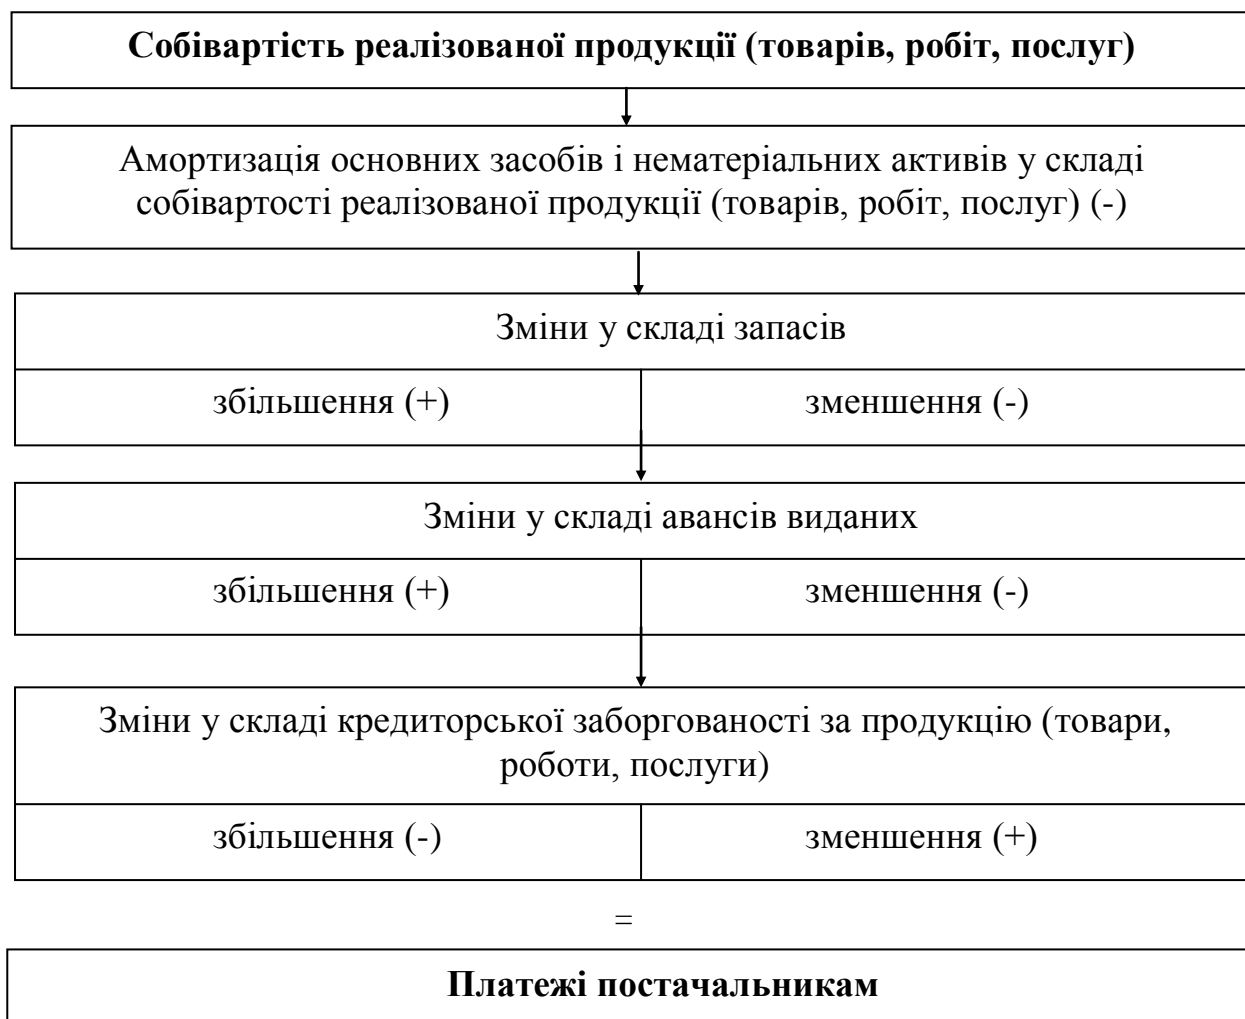 Собівартість реалізованої продукції (товарів, робіт, послуг)
Амортизація основних засобів і нематеріальних активів у складі
собівартості реалізованої продукції (товарів, робіт, послуг) (-)
Зміни у складі запасів
збільшення (+) зменшення (-)
Зміни у складі авансів виданих
збільшення (+) зменшення (-)
Зміни у складі кредиторської заборгованості за продукцію (товари,
роботи, послуги)
збільшення (-) зменшення (+)
=
Платежі постачальникам